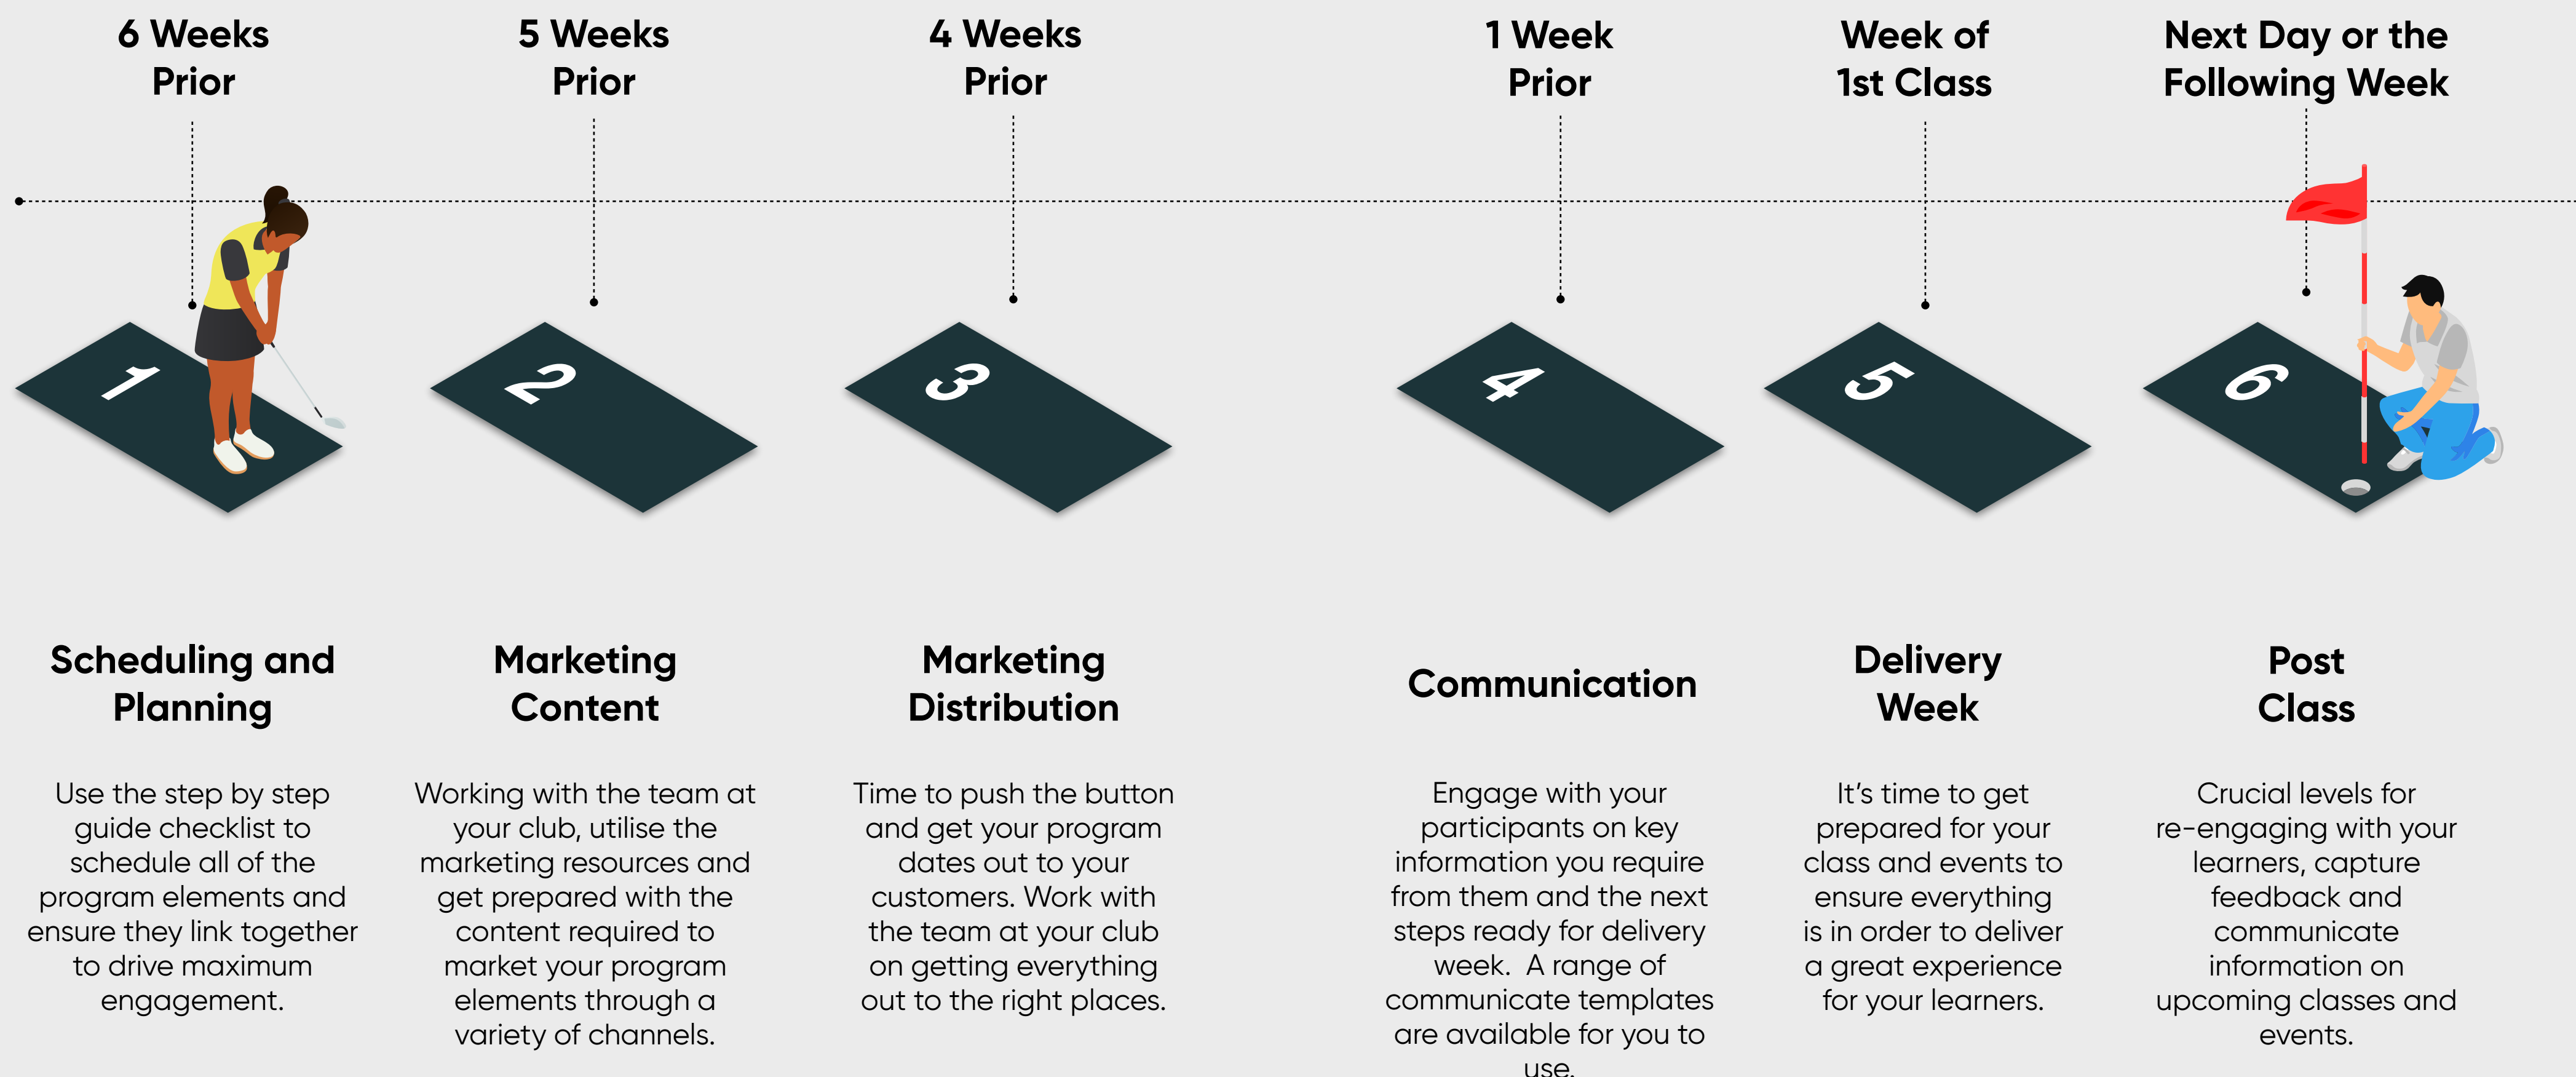 6 Weeks
Prior
5 Weeks
Prior
4 Weeks
Prior
1 Week
Prior
Week of
1st Class
Next Day or the
Following Week
1
2
3
4
5
6
Scheduling and
Planning
Use the step by step
guide checklist to
schedule all of the
program elements and
ensure they link together
to drive maximum
engagement.
Marketing
Content
Working with the team at
your club, utilise the
marketing resources and
get prepared with the
content required to
market your program
elements through a
variety of channels.
Marketing
Distribution
Time to push the button
and get your program
dates out to your
customers. Work with
the team at your club
on getting everything
out to the right places.
Communication
Engage with your
participants on key
information you require
from them and the next
steps ready for delivery
week.  A range of
communicate templates
are available for you to
use.
Delivery
Week
It’s time to get
prepared for your
class and events to
ensure everything
is in order to deliver
a great experience
for your learners.
Post
Class
Crucial levels for
re-engaging with your
learners, capture
feedback and
communicate
information on
upcoming classes and
events.